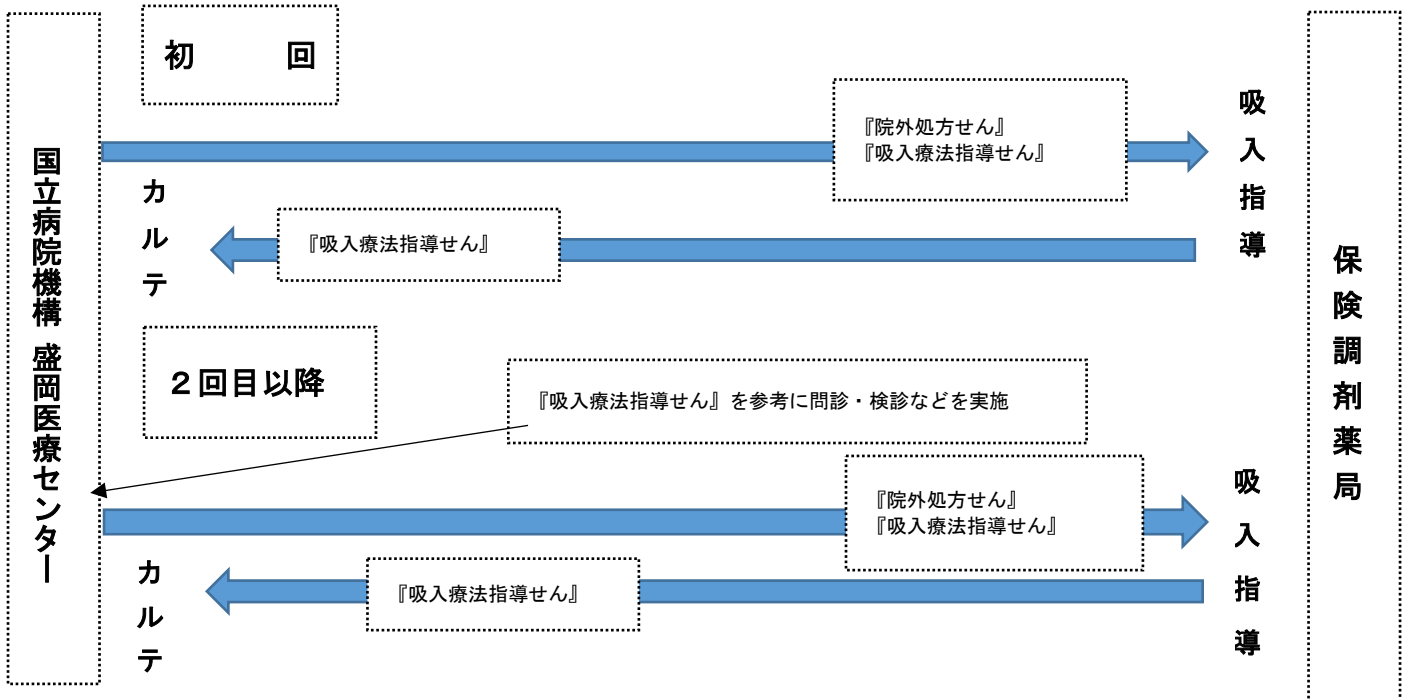 国立病院機構 盛岡医療センター
初 回
『院外処方せん』
『吸入療法指導せん』
吸入指導
カルテ
『吸入療法指導せん』
保険調剤薬局
２回目以降
『吸入療法指導せん』を参考に問診・検診などを実施
『院外処方せん』
『吸入療法指導せん』
吸入指導
カルテ
『吸入療法指導せん』